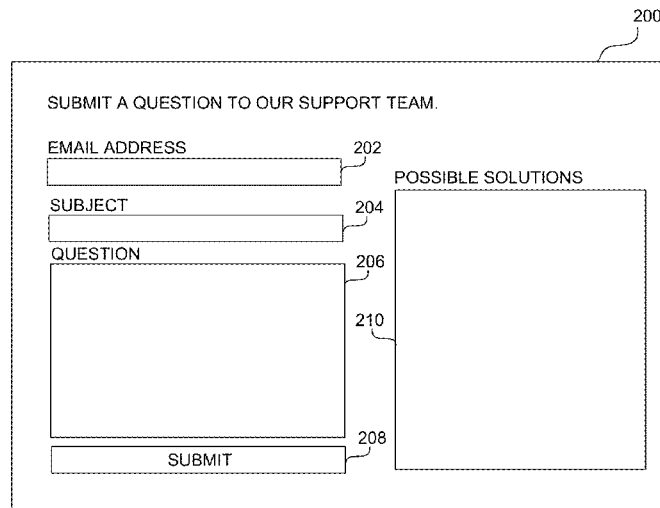 200
SUBMIT A QUESTION TO OUR SUPPORT TEAM.
EMAIL ADDRESS
202
POSSIBLE SOLUTIONS
SUBJECT
204
QUESTION
206
210
208
SUBMIT